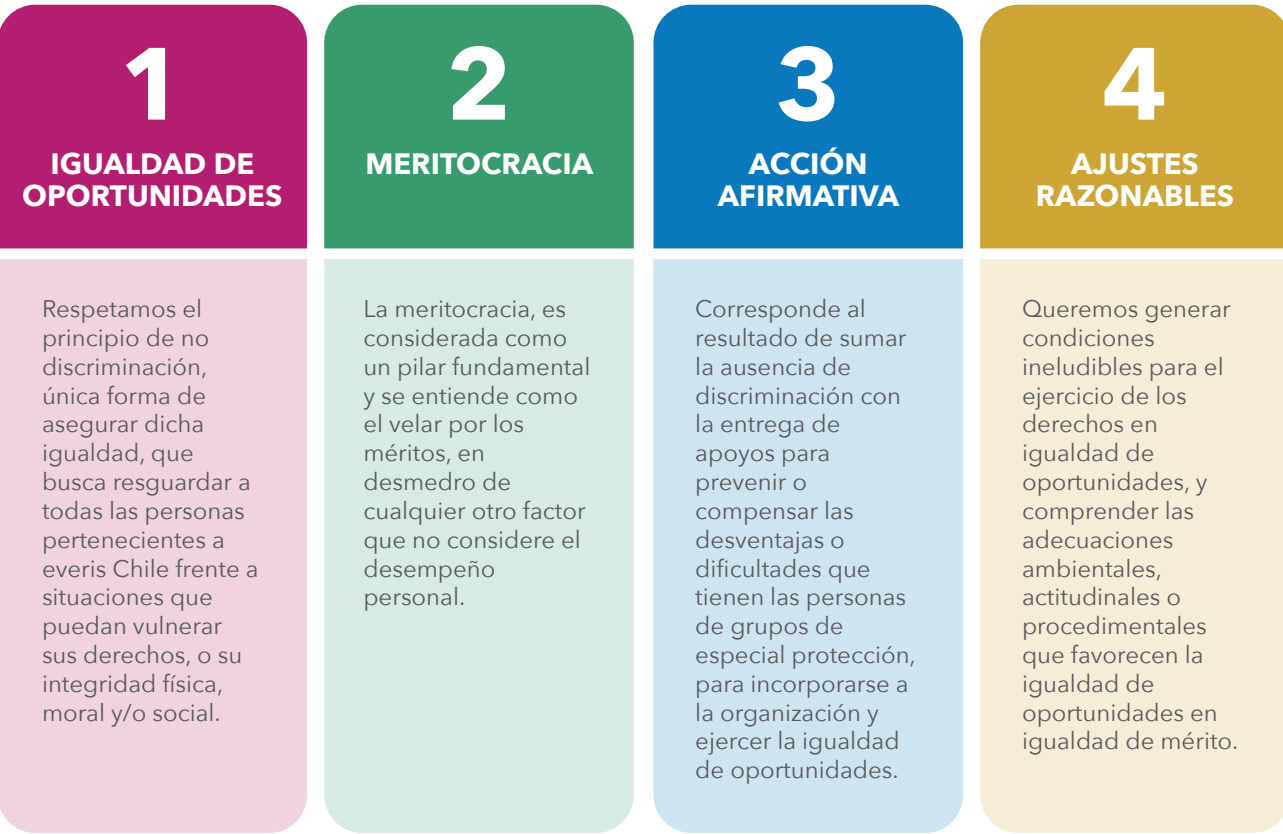 1
IGUALDAD DE
OPORTUNIDADES
Respetamos el
principio de no
discriminación,
única forma de
asegurar dicha
igualdad, que
busca resguardar a
todas las personas
pertenecientes a
everis Chile frente a
situaciones que
puedan vulnerar
sus derechos, o su
integridad física,
moral y/o social.
2
MERITOCRACIA
La meritocracia, es
considerada como
un pilar fundamental
y se entiende como
el velar por los
méritos, en
desmedro de
cualquier otro factor
que no considere el
desempeño
personal.
3
ACCIÓN
AFIRMATIVA
Corresponde al
resultado de sumar
la ausencia de
discriminación con
la entrega de
apoyos para
prevenir o
compensar las
desventajas o
dificultades que
tienen las personas
de grupos de
especial protección,
para incorporarse a
la organización y
ejercer la igualdad
de oportunidades.
4
AJUSTES
RAZONABLES
Queremos generar
condiciones
ineludibles para el
ejercicio de los
derechos en
igualdad de
oportunidades, y
comprender las
adecuaciones
ambientales,
actitudinales o
procedimentales
que favorecen la
igualdad de
oportunidades en
igualdad de mérito.